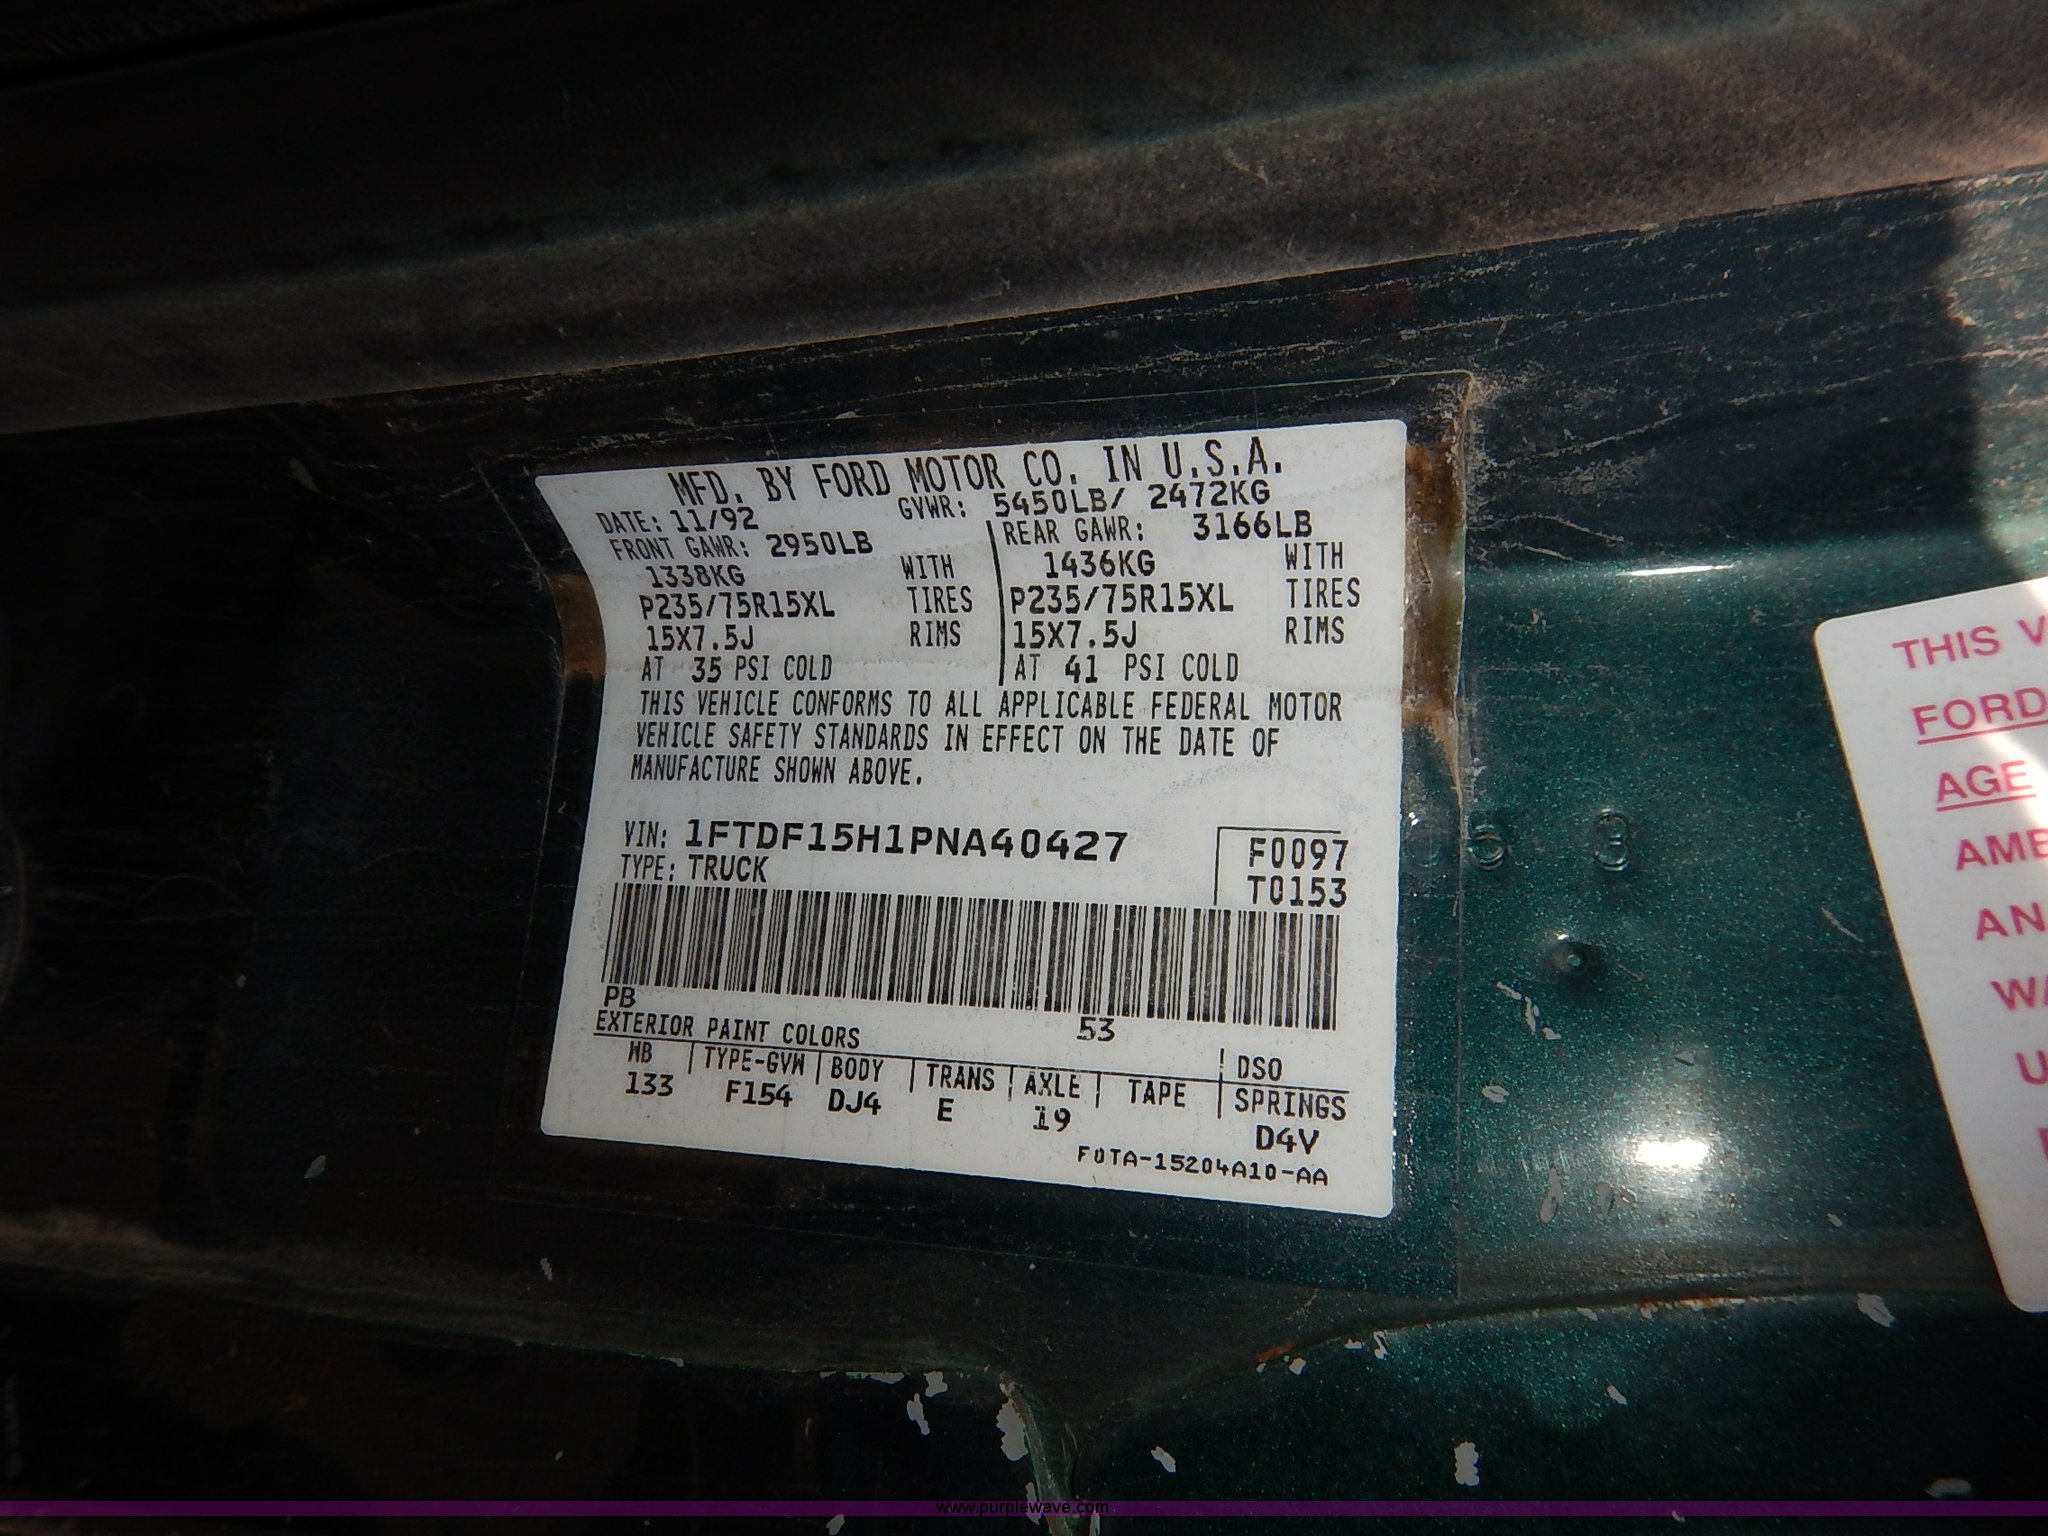 MFD. BY FORD MOTOR CO. IN U.S.A.
DATE: 11/92 GVWR: 5450LB/ 2472KG
FRONT GAWR: 2950LB REAR GAWR: 3166LB
1338KG WITH 1436KG WITH
P235/75R15XL TIRES P235/75R15XL TIRES
15X7.5J RIMS 15X7.5J RIMS
AT 35 PSI COLD AT 41 PSI COLD
THIS VEHICLE CONFORMS TO ALL APPLICABLE FEDERAL MOTOR
VEHICLE SAFETY STANDARDS IN EFFECT ON THE DATE OF
MANUFACTURE SHOWN ABOVE.
VIN: 1FTDF15H1PNA40427 F0097
TYPE: TRUCK T0153
PB 53
EXTERIOR PAINT COLORS DSO
WB TYPE-GVW BODY TRANS AXLE TAPE SPRINGS
133 F154 DJ4 E 19 D4V
F0TA-15204A10-AA
THIS V
FORD
AGE
AMB
AN
WA
U
www.purplewave.com